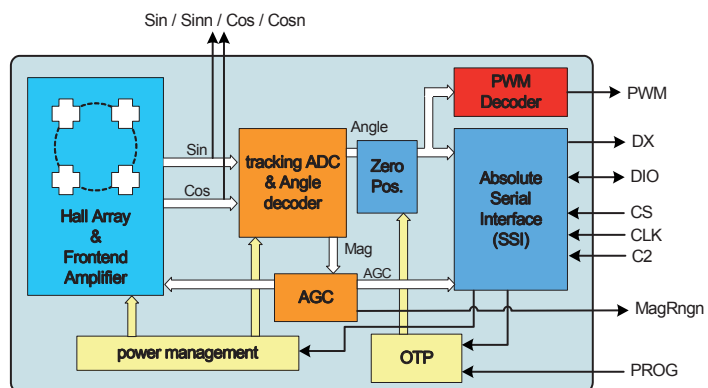 Sin / Sinn / Cos / Cosn
PWM
Decoder
PWM
Hall Array
&
Frontend
Amplifier
Sin
Cos
tracking ADC
& Angle
decoder
Angle
Zero
Pos.
Absolute
Serial
Interface
(SSI)
DX
DIO
CS
CLK
C2
Mag
AGC
AGC
MagRngn
power management
OTP
PROG